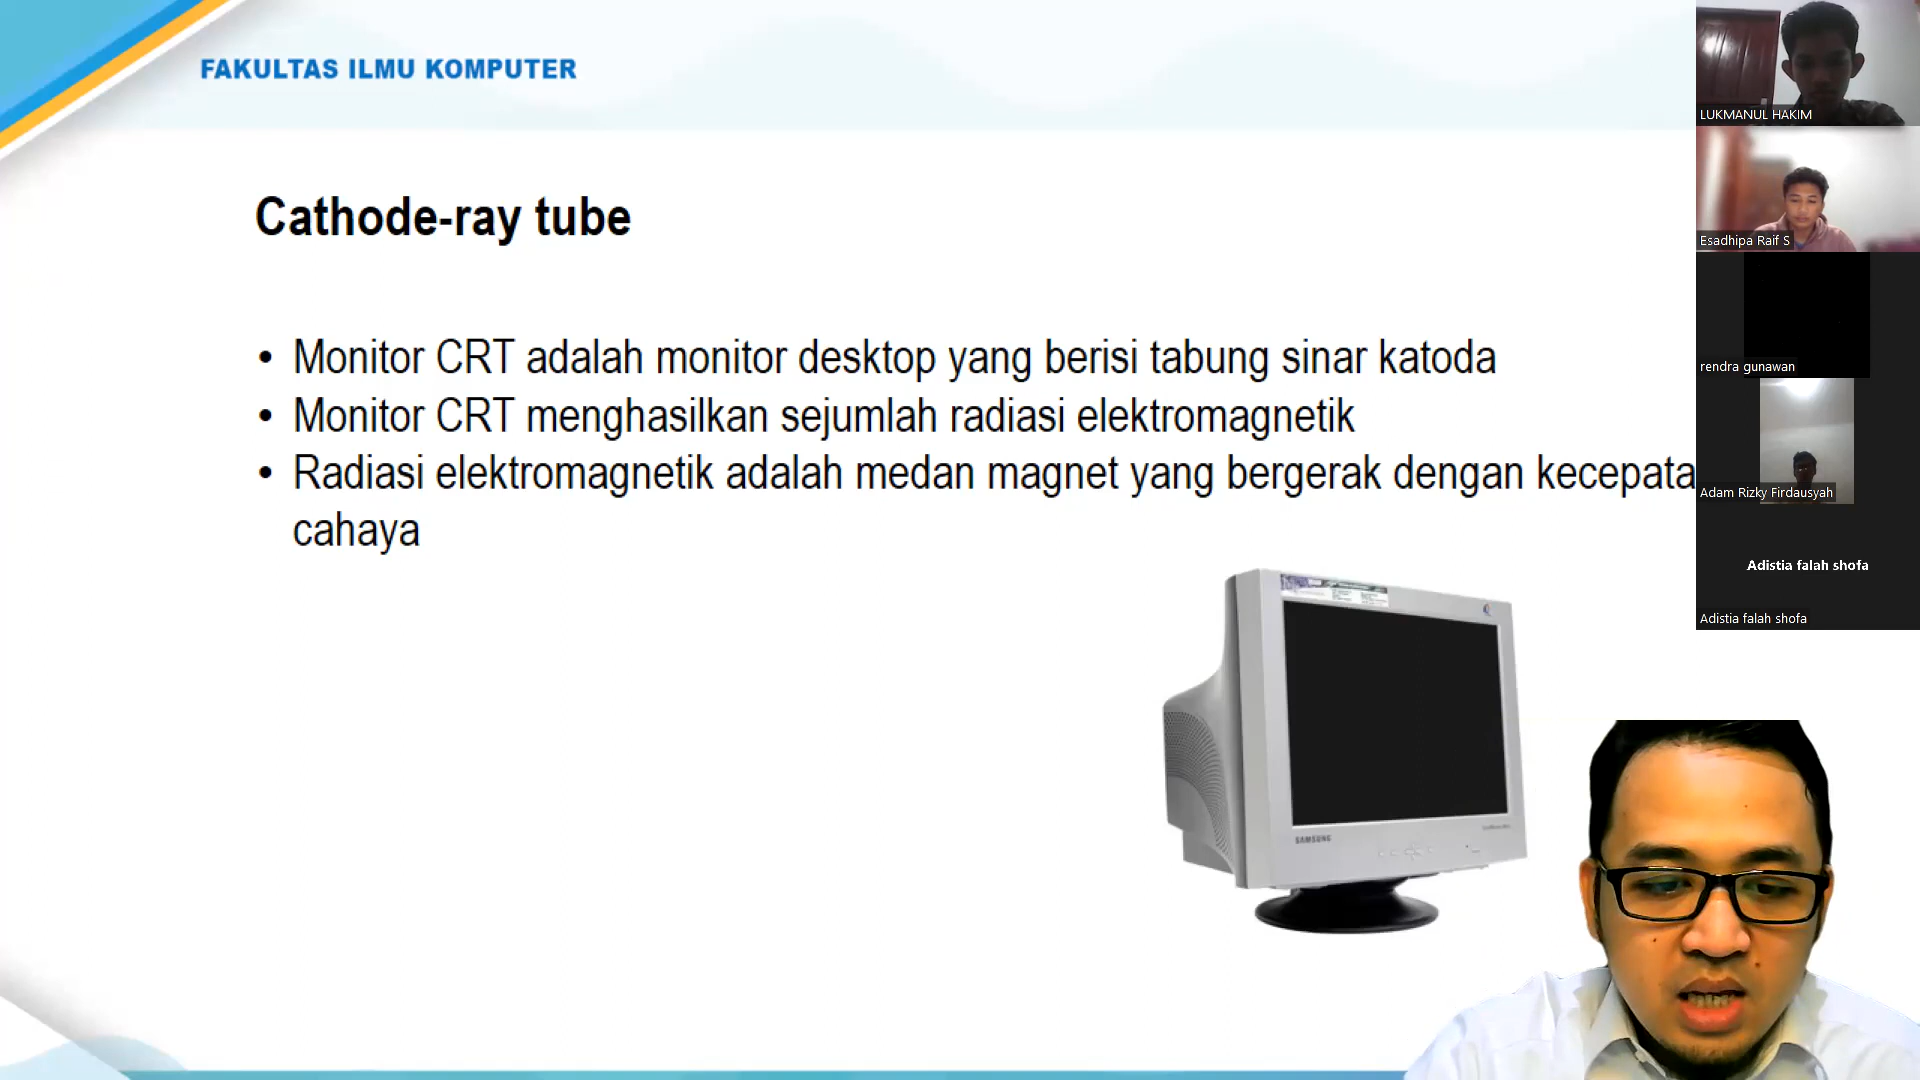 FAKULTAS ILMU KOMPUTER
Cathode-ray tube
• Monitor CRT adalah monitor desktop yang berisi tabung sinar katoda
• Monitor CRT menghasilkan sejumlah radiasi elektromagnetik
• Radiasi elektromagnetik adalah medan magnet yang bergerak dengan kecepata
cahaya
SAMSUNG
LUKMANUL HAKIM
Esadhipa Raif S
rendra gunawan
Adam Rizky Firdausyah
Adistia falah shofa
Adistia falah shofa